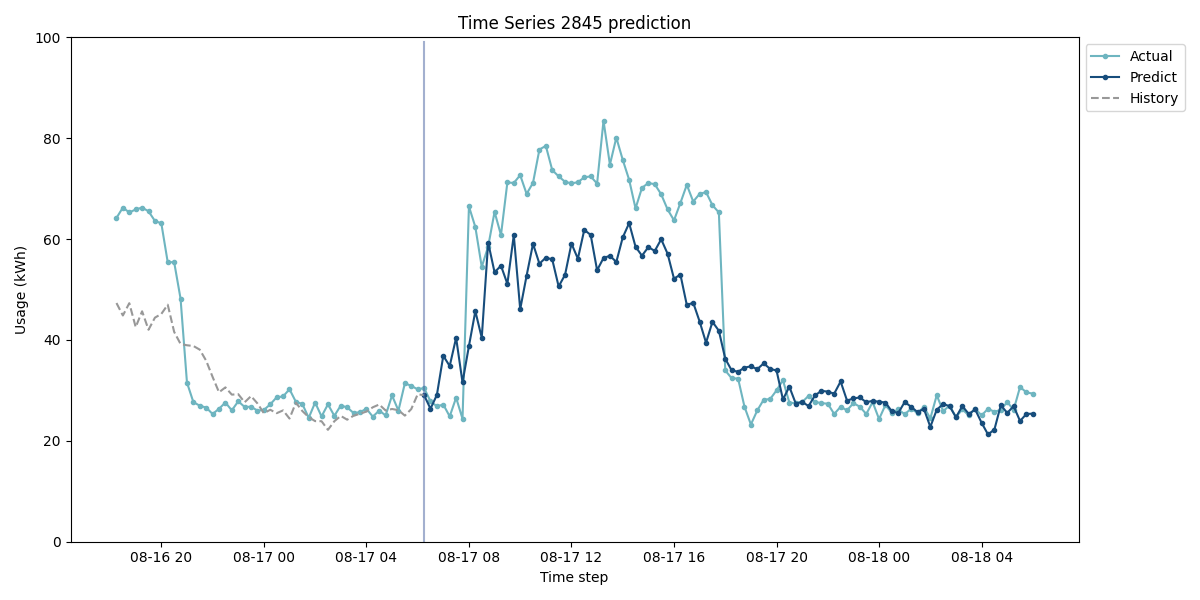 Time Series 2845 prediction
Actual
Predict
History
Usage (kWh)
100
80
60
40
20
0
08-16 20
08-17 00
08-17 04
08-17 08
08-17 12
08-17 16
08-17 20
08-18 00
08-18 04
Time step